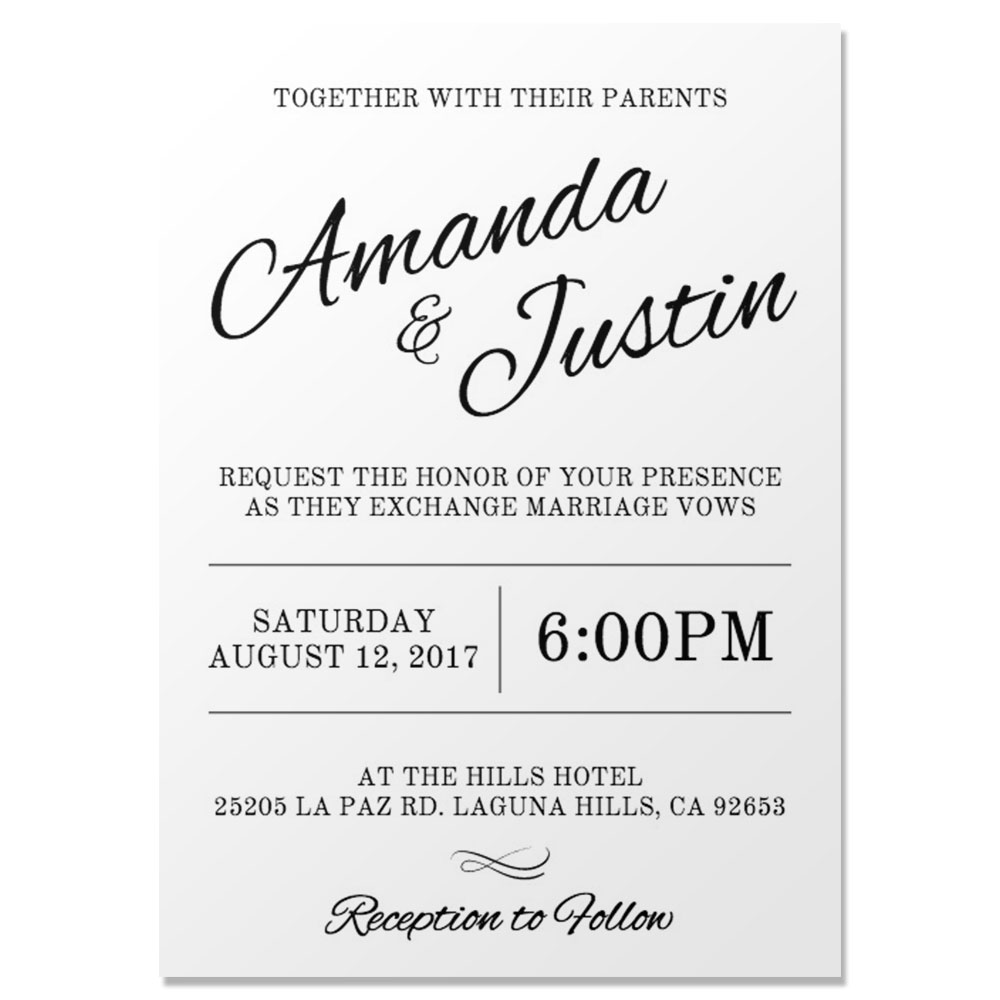 TOGETHER WITH THEIR PARENTS
Amanda
& Justin
REQUEST THE HONOR OF YOUR PRESENCE
AS THEY EXCHANGE MARRIAGE VOWS
SATURDAY
AUGUST 12, 2017
6:00PM
AT THE HILLS HOTEL
25205 LA PAZ RD. LAGUNA HILLS, CA 92653
Reception to Follow